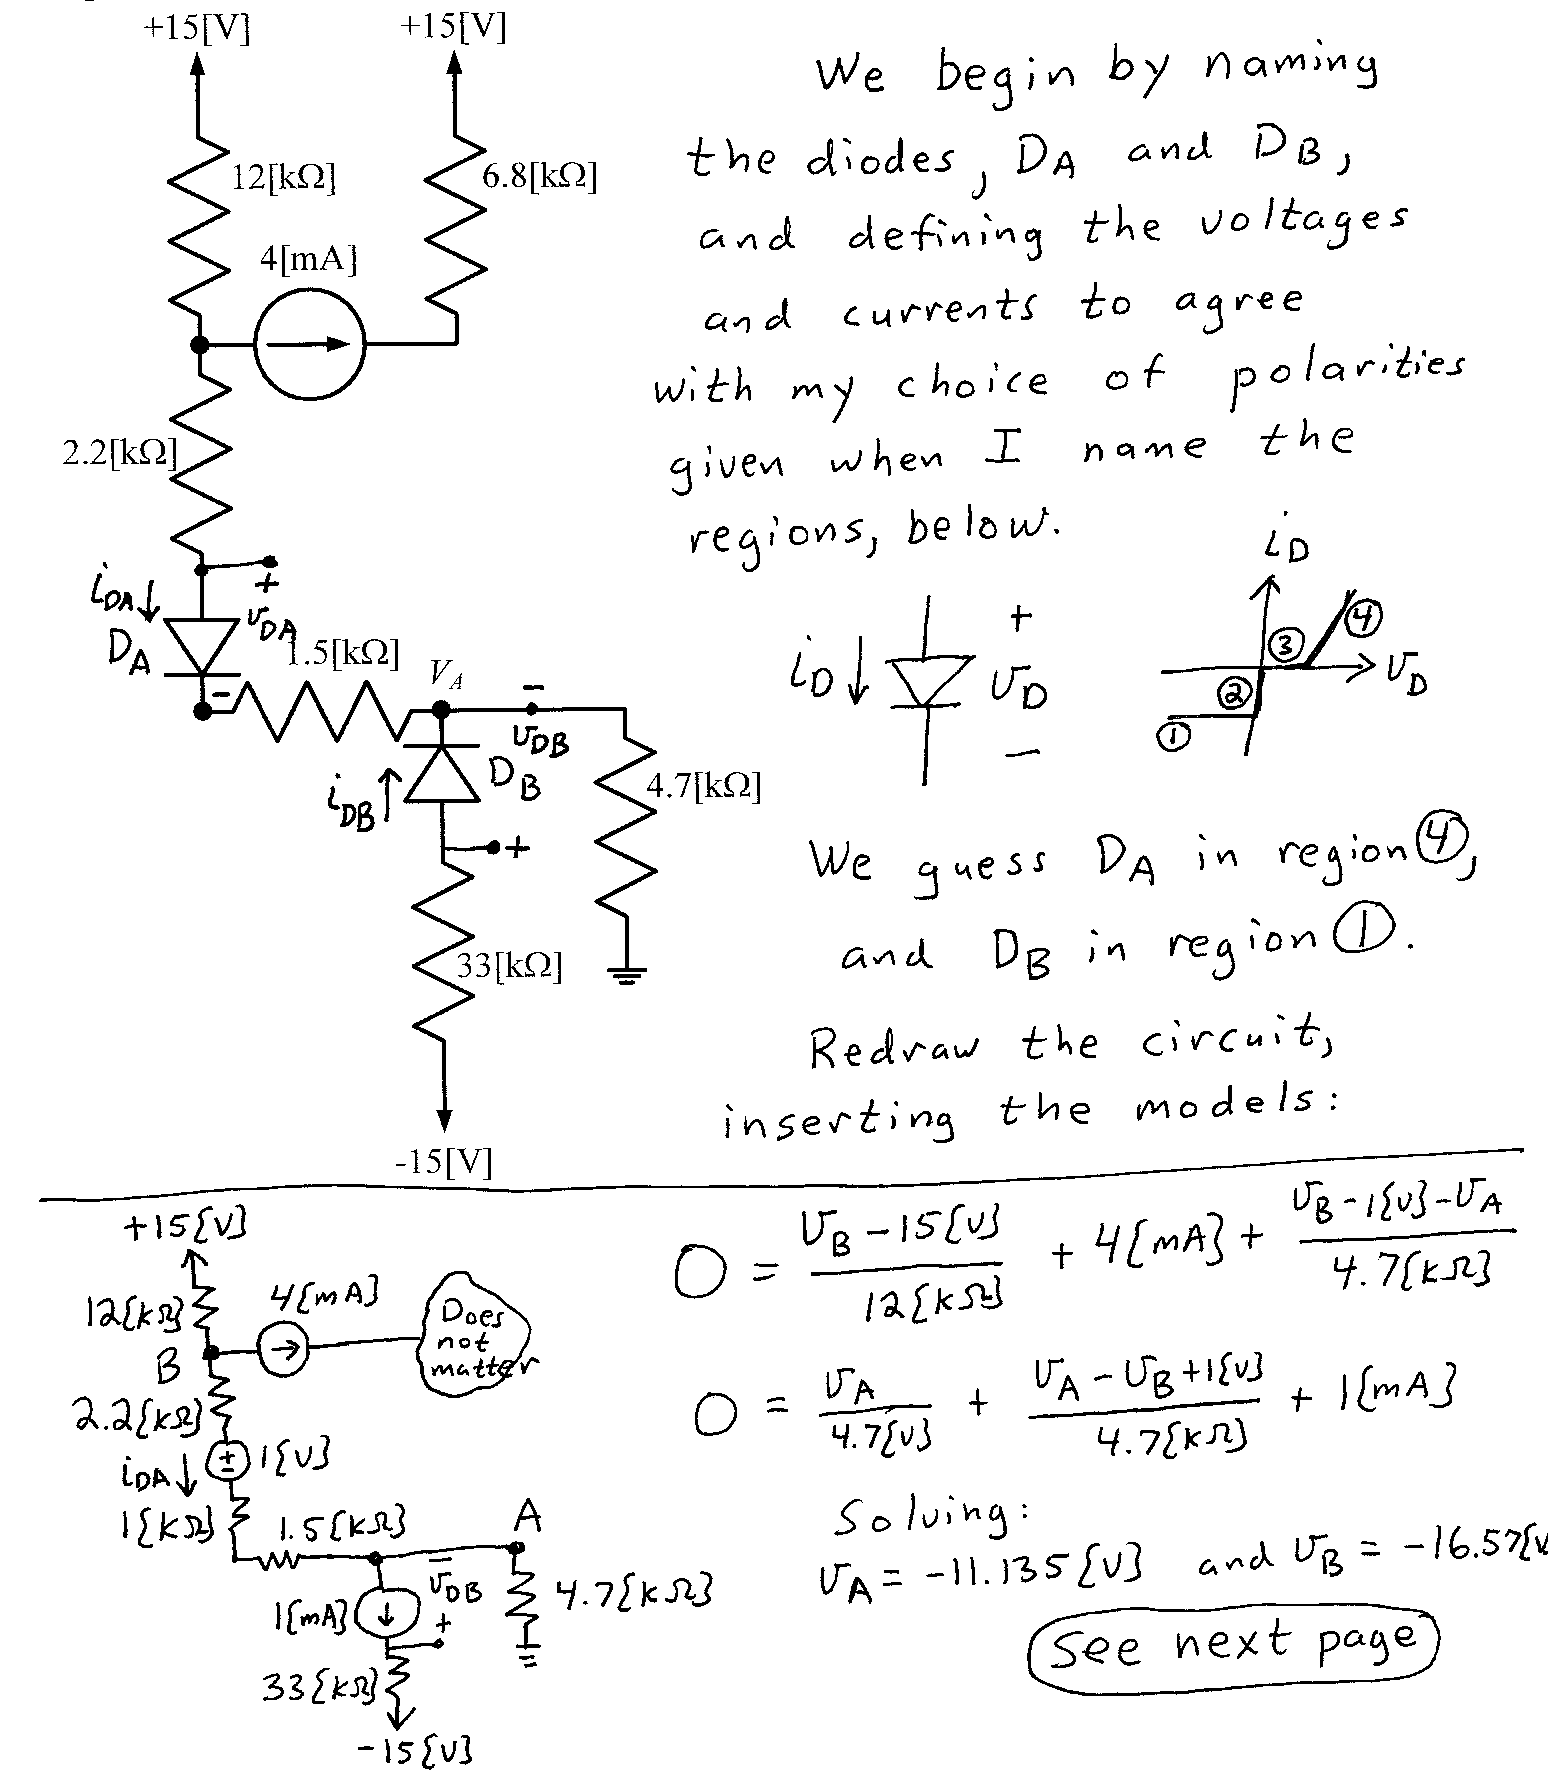 +15[V]
+15[V]
12[kΩ]
6.8[kΩ]
4[mA]
2.2[kΩ]
iDA
+
DA
vDA
-
1.5[kΩ]
VA
-
vDB
iDB
DB
4.7[kΩ]
+
33[kΩ]
-15[V]
We begin by naming
the diodes, DA and DB,
and defining the voltages
and currents to agree
with my choice of polarities
given when I name the
regions, below.
iD
+
vD
-
iD
④
③
vD
②
①
We guess DA in region ④,
and DB in region ①.
Redraw the circuit,
inserting the models:
+15[V]
12[kΩ]
4[mA]
Does
not
matter
B
2.2[kΩ]
iDA
+
-
1[V]
1[kΩ]
1.5[kΩ]
A
-
vDB
+
1[mA]
4.7[kΩ]
33[kΩ]
-15[V]
0 = (vB - 15[V])/(12[kΩ]) + 4[mA] + (vB - 1[V] - vA)/(4.7[kΩ])
0 = vA/(4.7[V]) + (vA - vB + 1[V])/(4.7[kΩ]) + 1[mA]
Solving:
vA = -11.135[V] and vB = -16.57[V
See next page